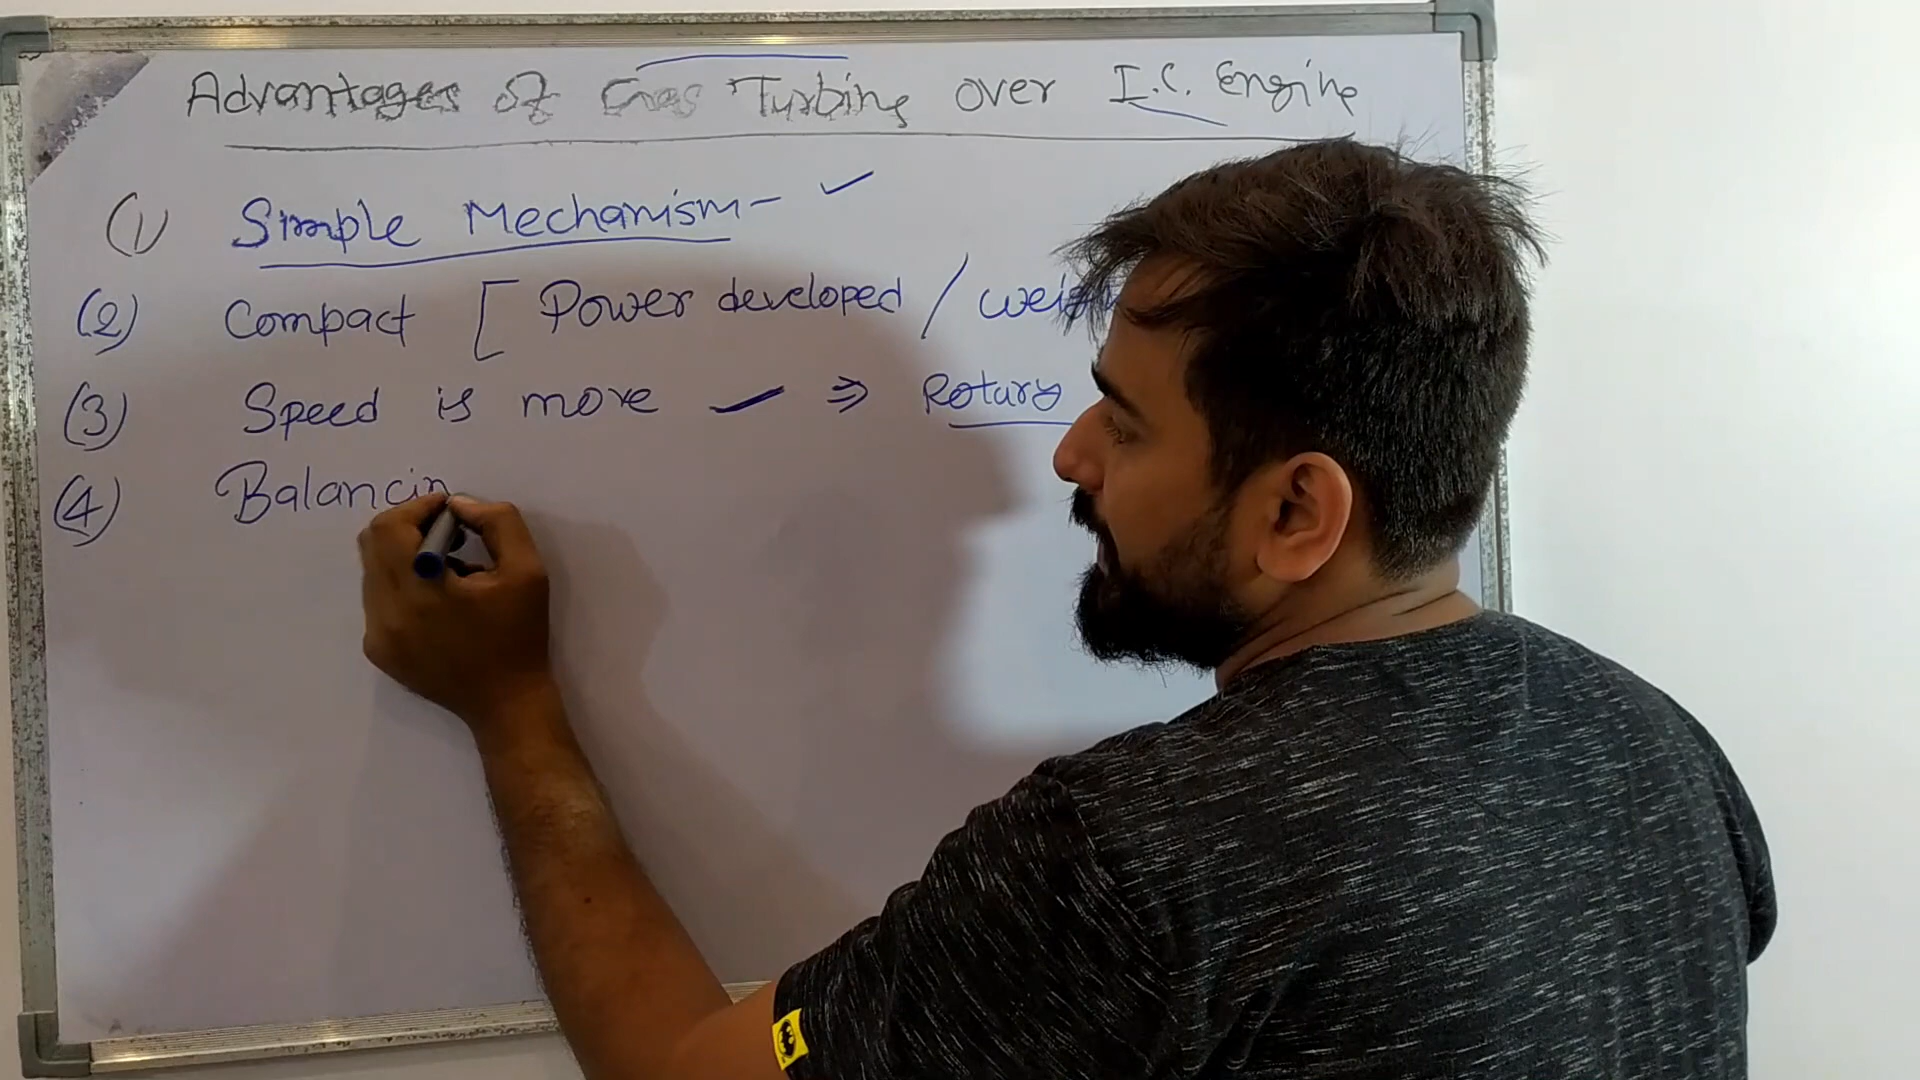 Advantages of Gas Turbine over I.C. Engine
(1) Simple Mechanism -
(2) Compact [ Power developed / wei
(3) Speed is more ⇒ Rotary
(4) Balancin